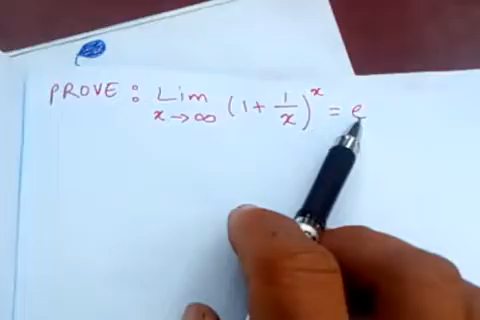 PROVE : Lim x→∞ (1 + 1/x)^x = e